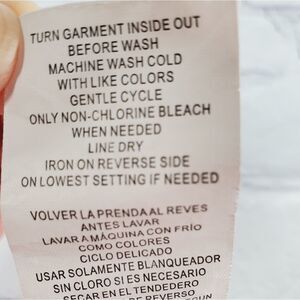 TURN GARMENT INSIDE OUT
BEFORE WASH
MACHINE WASH COLD
WITH LIKE COLORS
GENTLE CYCLE
ONLY NON-CHLORINE BLEACH
WHEN NEEDED
LINE DRY
IRON ON REVERSE SIDE
ON LOWEST SETTING IF NEEDED
VOLVER LA PRENDA AL REVES
ANTES LAVAR
LAVAR A MÁQUINA CON FRÍO
COMO COLORES
CICLO DELICADO
USAR SOLAMENTE BLANQUEADOR
SIN CLORO SI ES NECESARIO
SECAR EN EL TENDEDERO
DE REVERSO